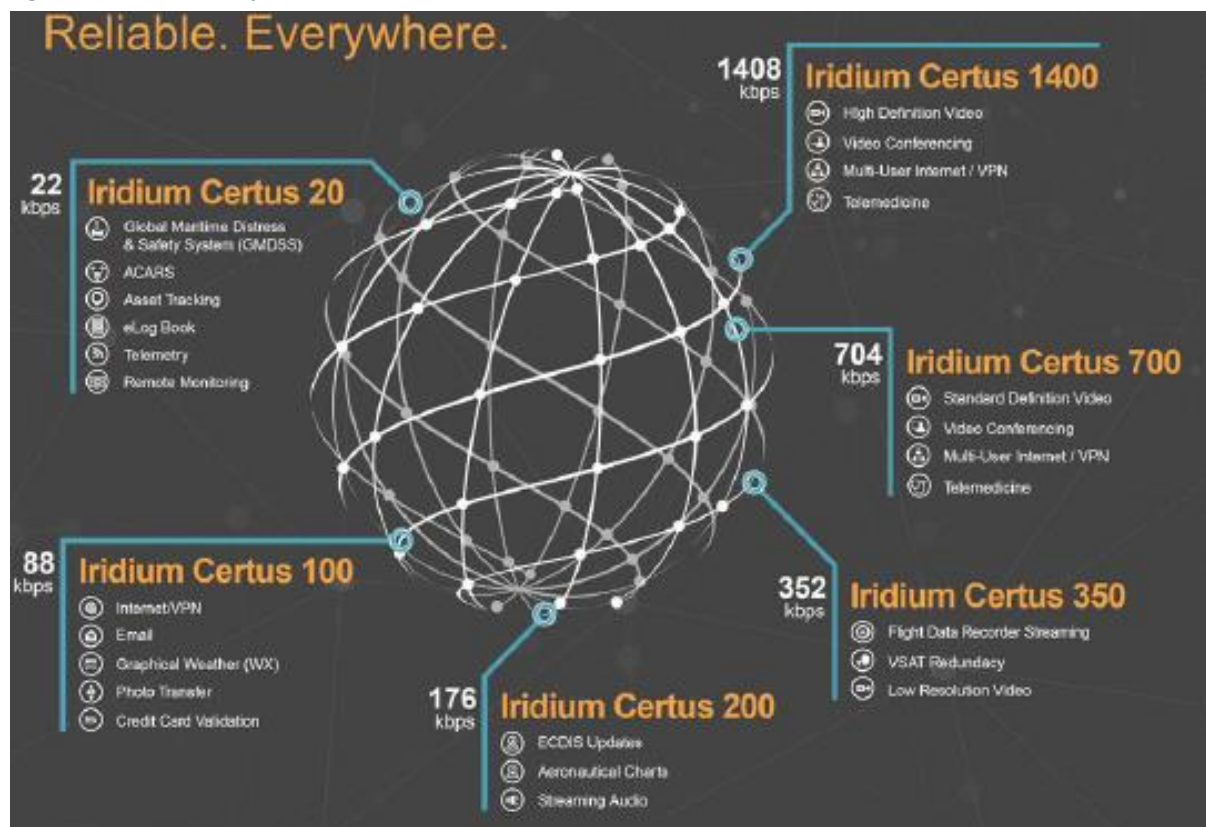 Reliable. Everywhere.
22
kbps
Iridium Certus 20
Global Maritime Distress
& Safety System (GMDSS)
ACARS
Asset Tracking
eLog Book
Telemetry
Remote Monitoring
88
kbps
Iridium Certus 100
Internet/VPN
Email
Graphical Weather (WX)
Photo Transfer
Credit Card Validation
176
kbps
Iridium Certus 200
ECDIS Updates
Aeronautical Charts
Streaming Audio
352
kbps
Iridium Certus 350
Flight Data Recorder Streaming
VSAT Redundacy
Low Resolution Video
704
kbps
Iridium Certus 700
Standard Definition Video
Video Conferencing
Multi-User Internet / VPN
Telemedicine
1408
kbps
Iridium Certus 1400
High Definition Video
Video Conferencing
Multi-User Internet / VPN
Telemedicine